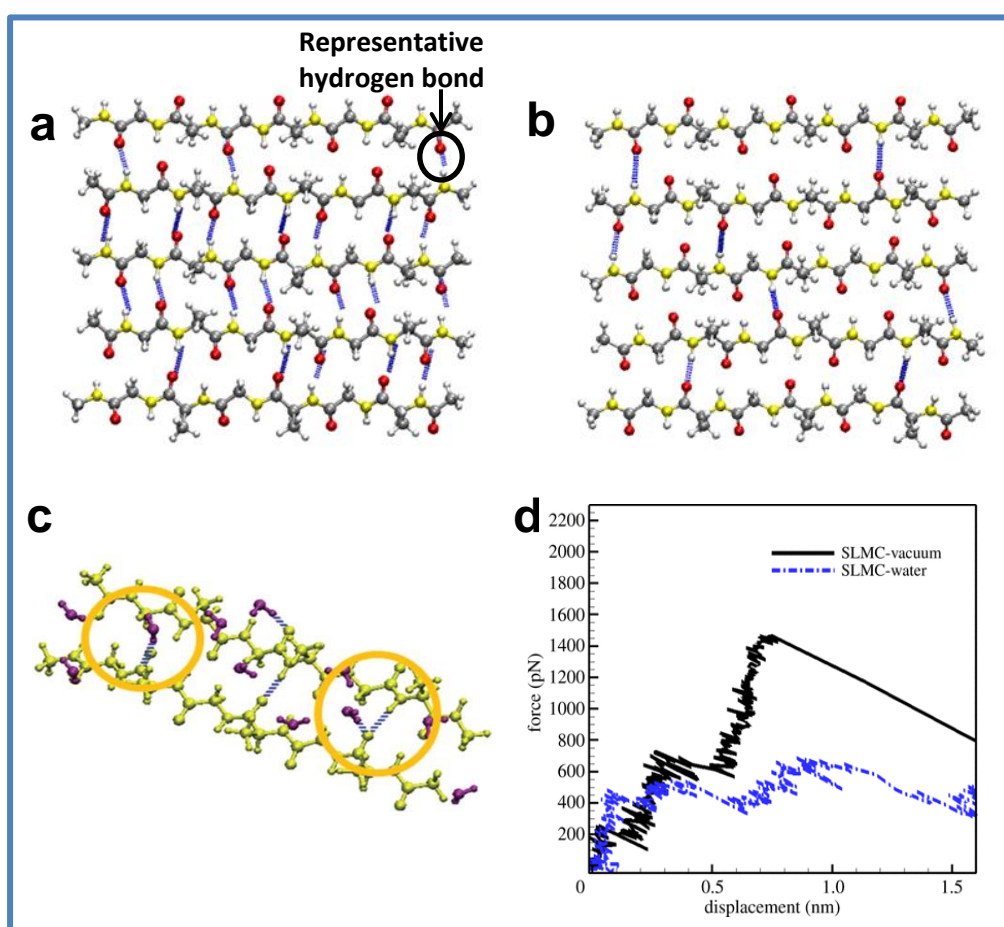 Representative
hydrogen bond
a
b
c
d
2200
2000
1800
1600
1400
1200
1000
800
600
400
200
0
0.5
1.0
1.5
force (pN)
displacement (nm)
SLMC-vacuum
SLMC-water